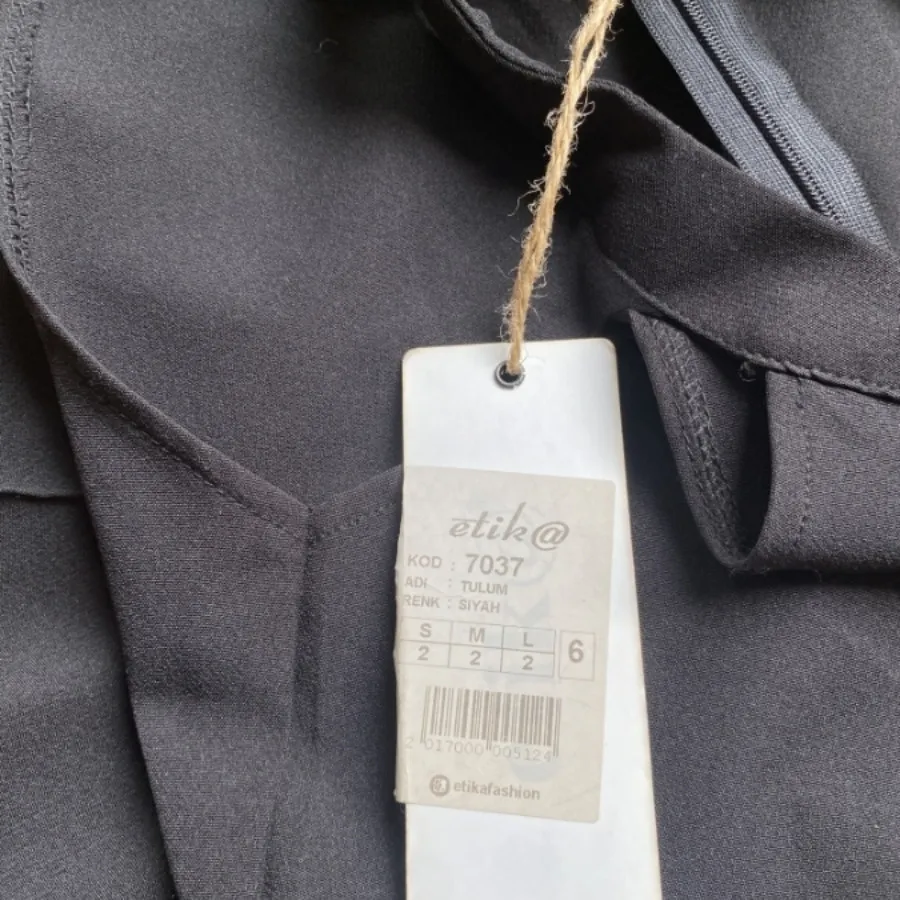 etik@
KOD : 7037
ADI : TULUM
RENK : SIYAH
S M L 6
2 2 2
2 017000 005124
etikafashion